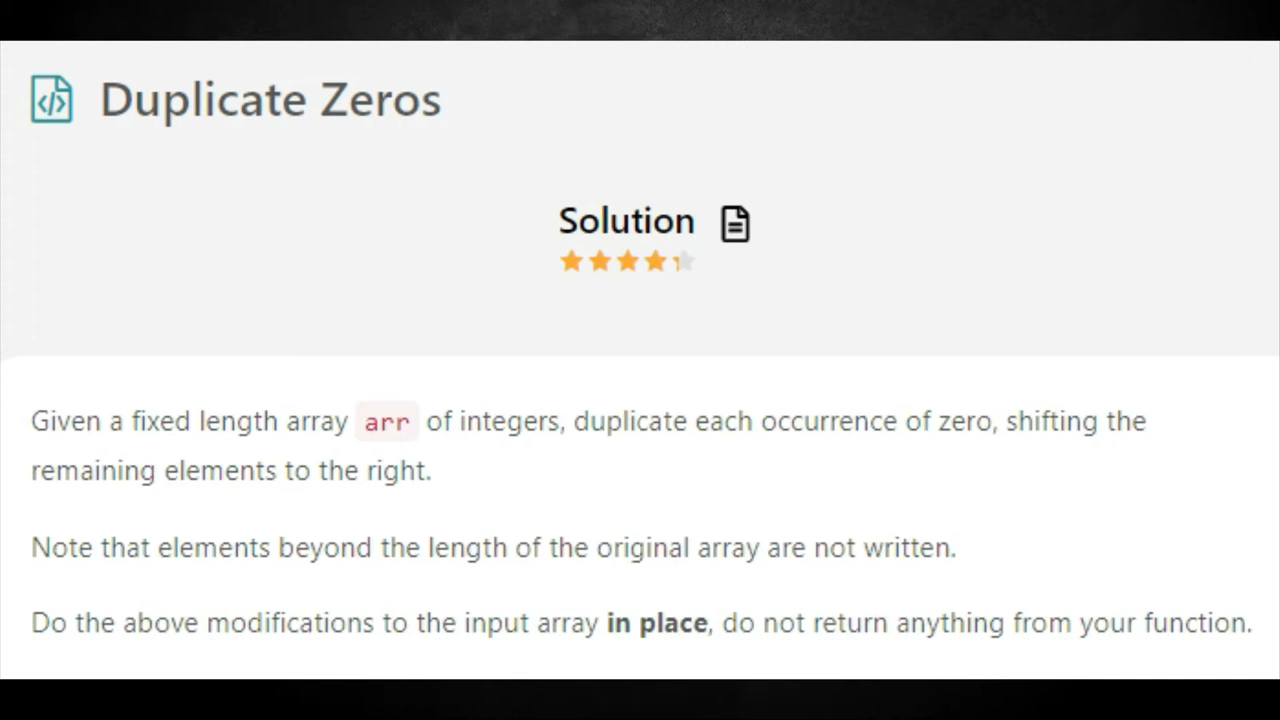 Duplicate Zeros
Solution
Given a fixed length array arr of integers, duplicate each occurrence of zero, shifting the
remaining elements to the right.
Note that elements beyond the length of the original array are not written.
Do the above modifications to the input array in place, do not return anything from your function.